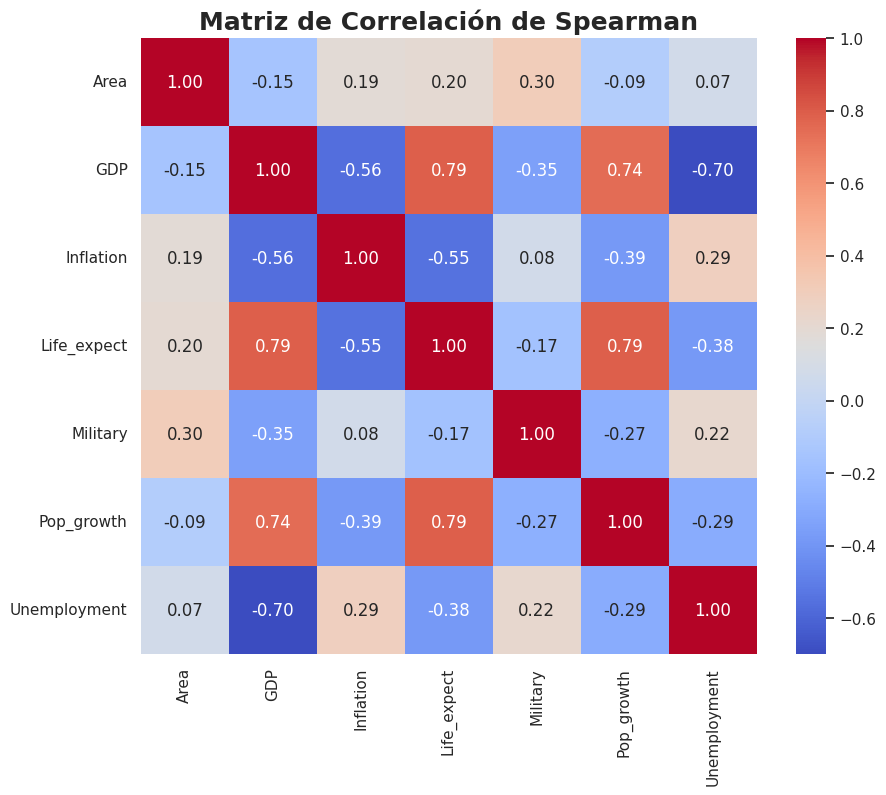 Matriz de Correlación de Spearman
Area 1.00 -0.15 0.19 0.20 0.30 -0.09 0.07
GDP -0.15 1.00 -0.56 0.79 -0.35 0.74 -0.70
Inflation 0.19 -0.56 1.00 -0.55 0.08 -0.39 0.29
Life_expect 0.20 0.79 -0.55 1.00 -0.17 0.79 -0.38
Military 0.30 -0.35 0.08 -0.17 1.00 -0.27 0.22
Pop_growth -0.09 0.74 -0.39 0.79 -0.27 1.00 -0.29
Unemployment 0.07 -0.70 0.29 -0.38 0.22 -0.29 1.00
Area GDP Inflation Life_expect Military Pop_growth Unemployment
1.0
0.8
0.6
0.4
0.2
0.0
−0.2
−0.4
−0.6